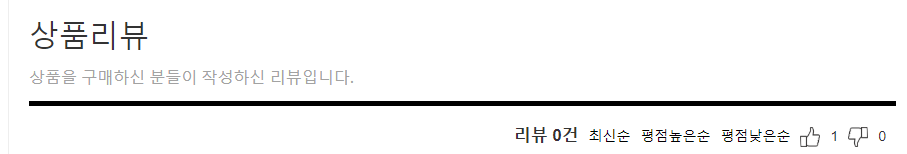 상품리뷰
상품을 구매하신 분들이 작성하신 리뷰입니다.
리뷰 0건 최신순 평점높은순 평점낮은순 1 0